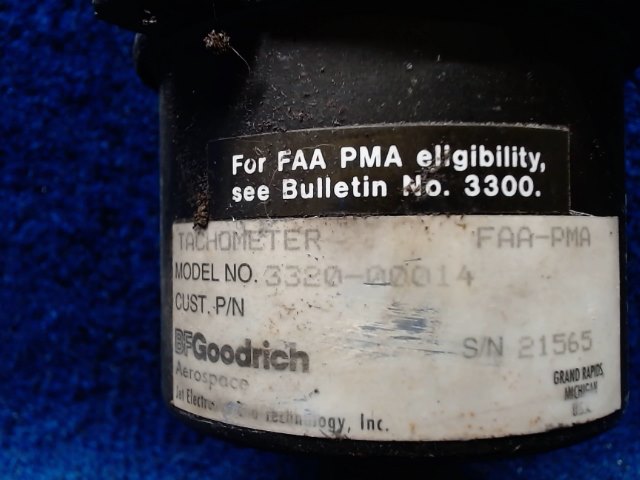 For FAA PMA eligibility,
see Bulletin No. 3300.
TACHOMETER FAA-PMA
MODEL NO. 3320-00014
CUST. P/N
BFGoodrich S/N 21565
Aerospace
GRAND RAPIDS,
MICHIGAN
Jet Technology, Inc.